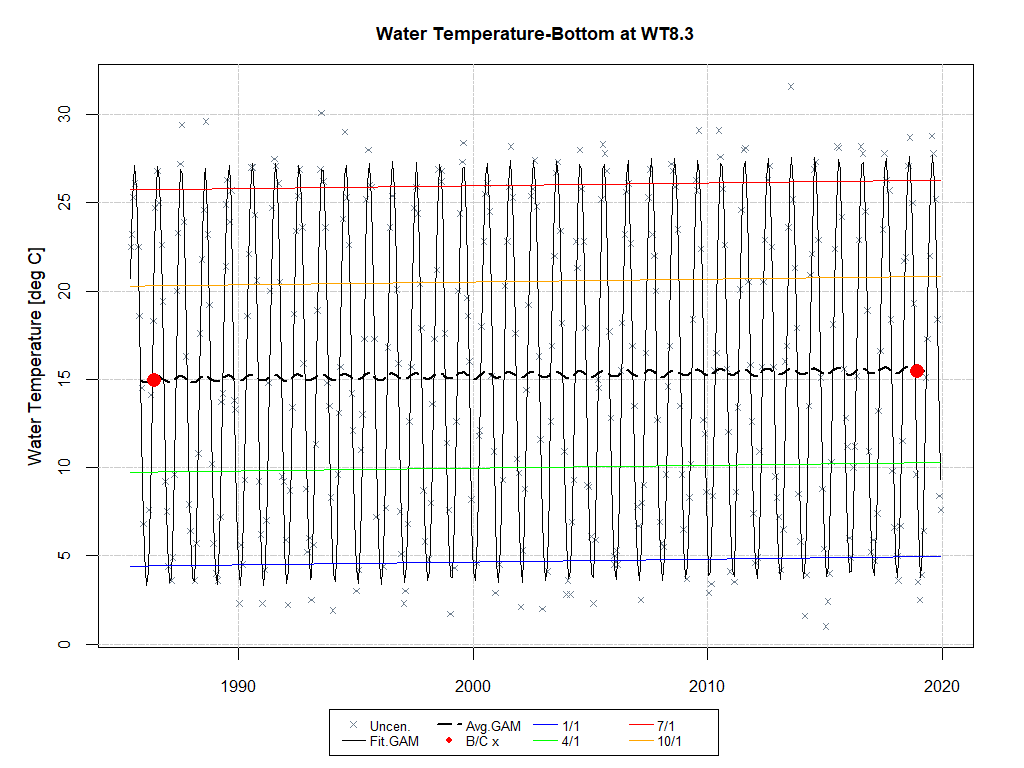 Water Temperature-Bottom at WT8.3
Water Temperature [deg C]
30
25
20
15
10
5
0
1990 2000 2010 2020
Uncen. Avg.GAM 1/1 7/1
Fit.GAM B/C x 4/1 10/1